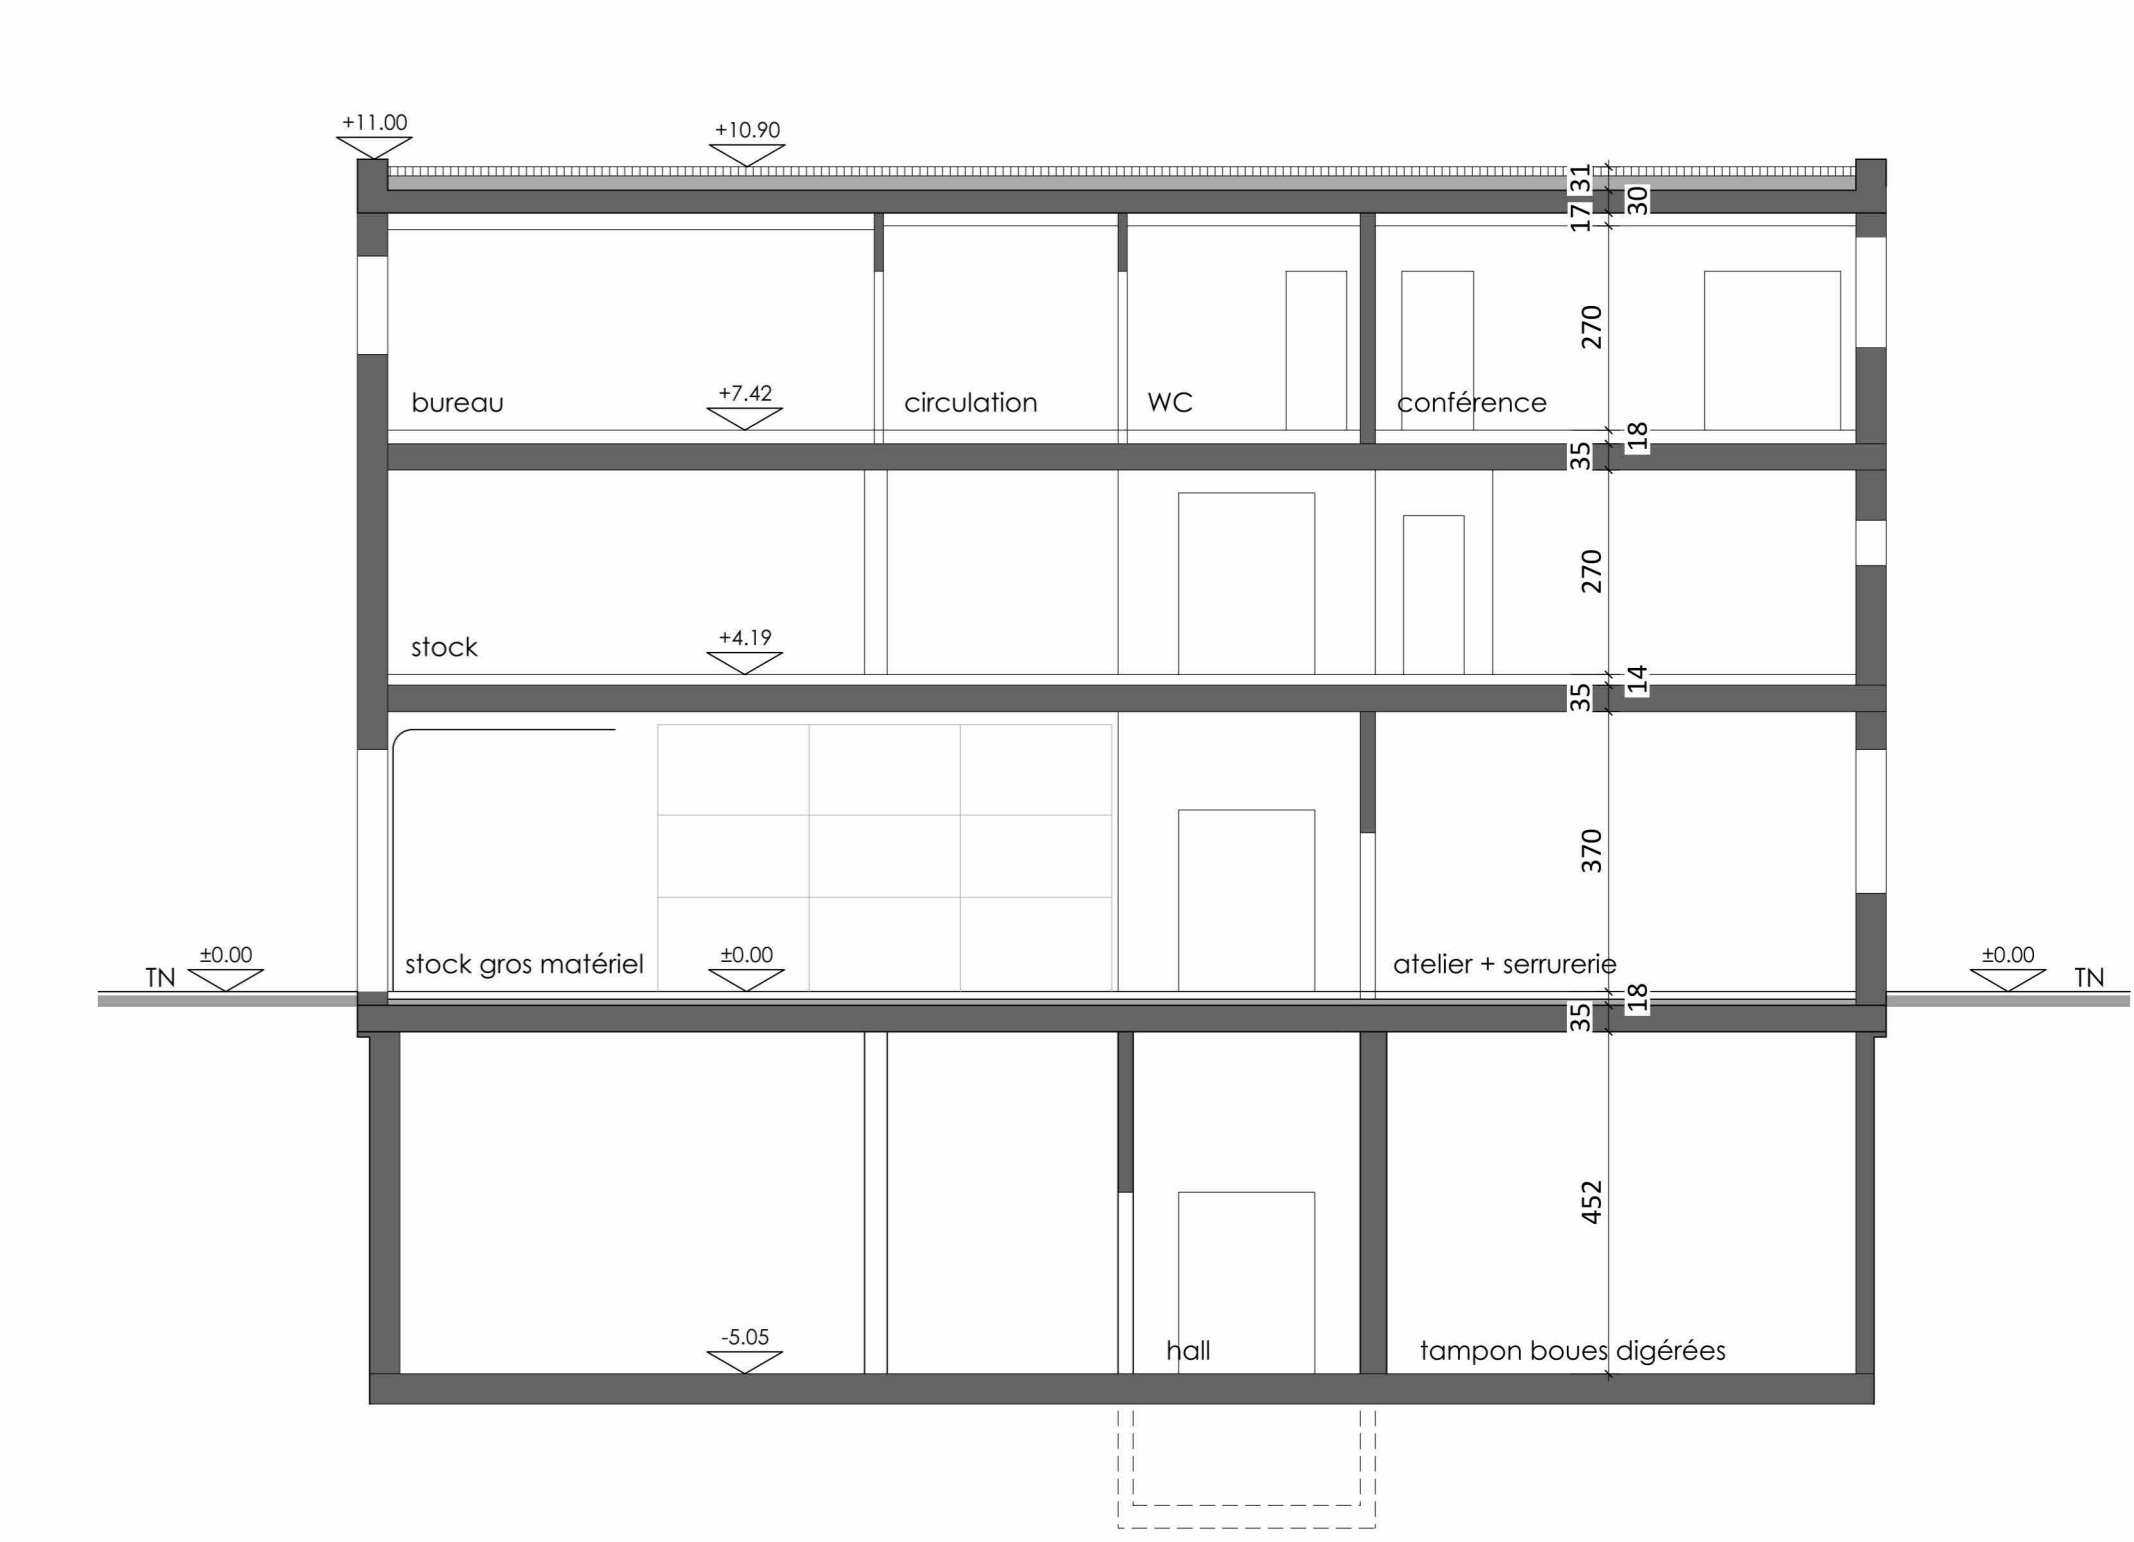 +11.00
+10.90
31
30
17
270
bureau
+7.42
circulation
WC
conférence
18
35
270
stock
+4.19
14
35
370
TN
±0.00
stock gros matériel
±0.00
atelier + serrurerie
±0.00
TN
18
35
452
-5.05
hall
tampon boues digérées